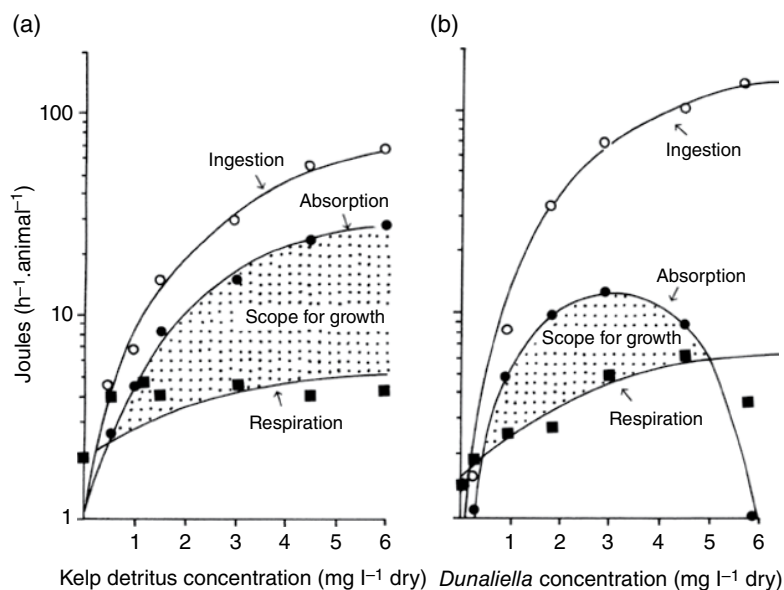 (a)
100
10
1
Joules (h⁻¹.animal⁻¹)
Ingestion
Absorption
Scope for growth
Respiration
0 1 2 3 4 5 6
Kelp detritus concentration (mg l⁻¹ dry)
(b)
Ingestion
Absorption
Scope for growth
Respiration
1 2 3 4 5 6
Dunaliella concentration (mg l⁻¹ dry)